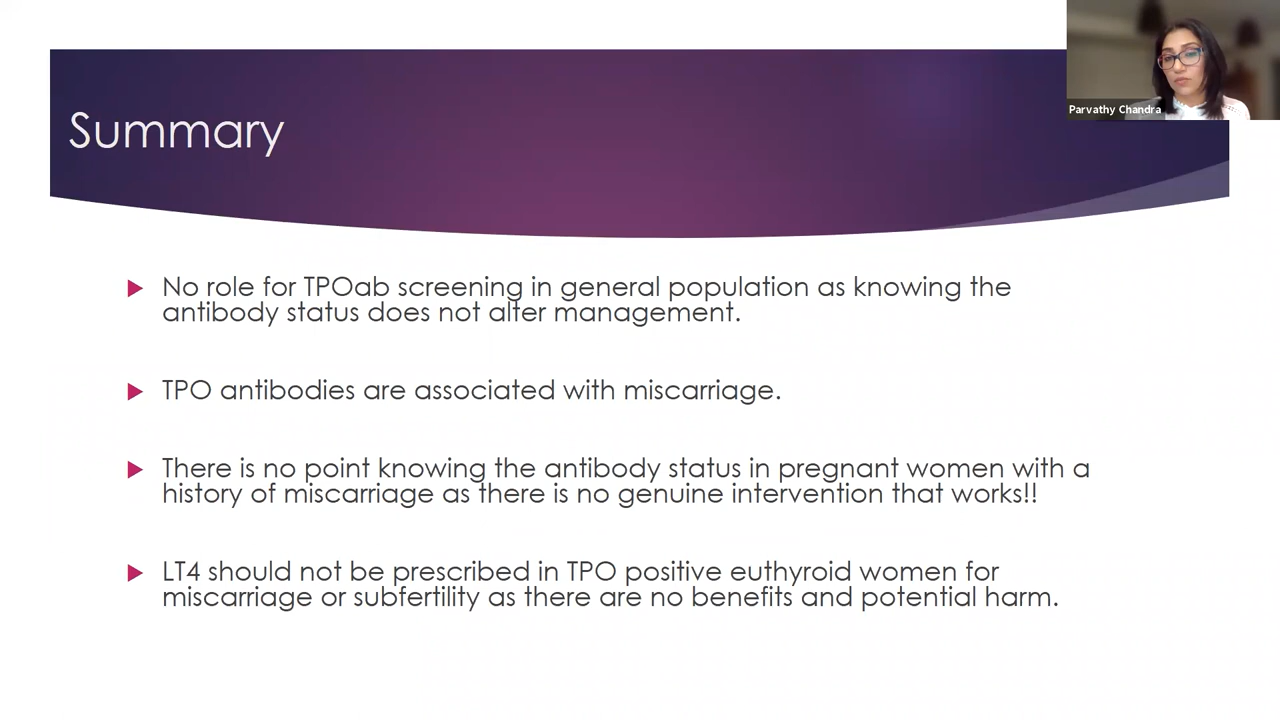 Parvathy Chandra
Summary
No role for TPOab screening in general population as knowing the
antibody status does not alter management.
TPO antibodies are associated with miscarriage.
There is no point knowing the antibody status in pregnant women with a
history of miscarriage as there is no genuine intervention that works!!
LT4 should not be prescribed in TPO positive euthyroid women for
miscarriage or subfertility as there are no benefits and potential harm.